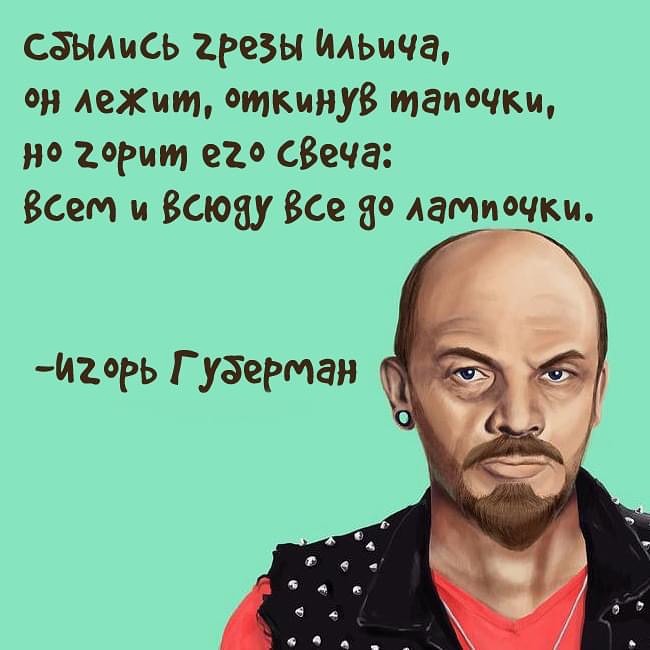 Сбылись грезы Ильича,
он лежит, откинув тапочки,
но горит его свеча:
всем и всюду все до лампочки.
-Игорь Губерман